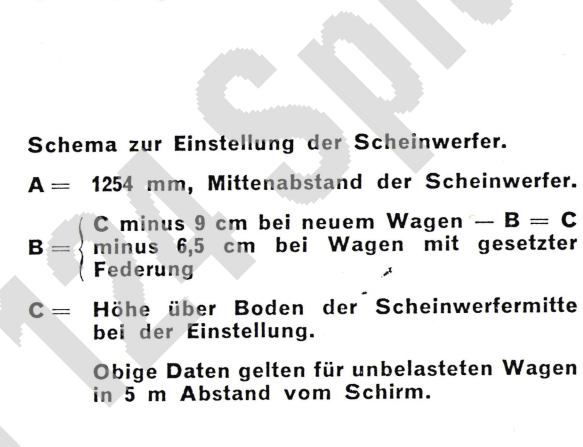 Schema zur Einstellung der Scheinwerfer.
A = 1254 mm, Mittenabstand der Scheinwerfer.
B = { C minus 9 cm bei neuem Wagen — B = C
minus 6,5 cm bei Wagen mit gesetzter
Federung
C = Höhe über Boden der Scheinwerfermitte
bei der Einstellung.
Obige Daten gelten für unbelasteten Wagen
in 5 m Abstand vom Schirm.
124 Spi